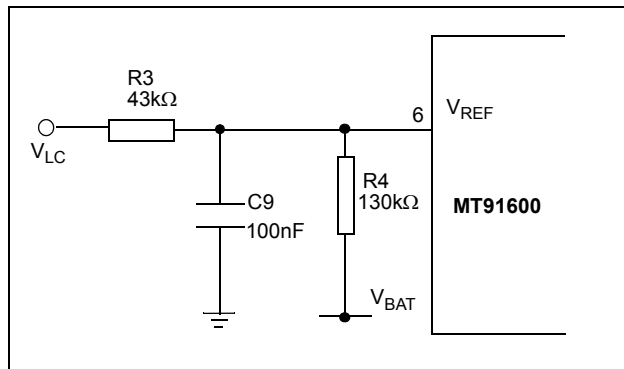 R3
43kΩ
V_LC
6
V_REF
C9
100nF
R4
130kΩ
MT91600
V_BAT